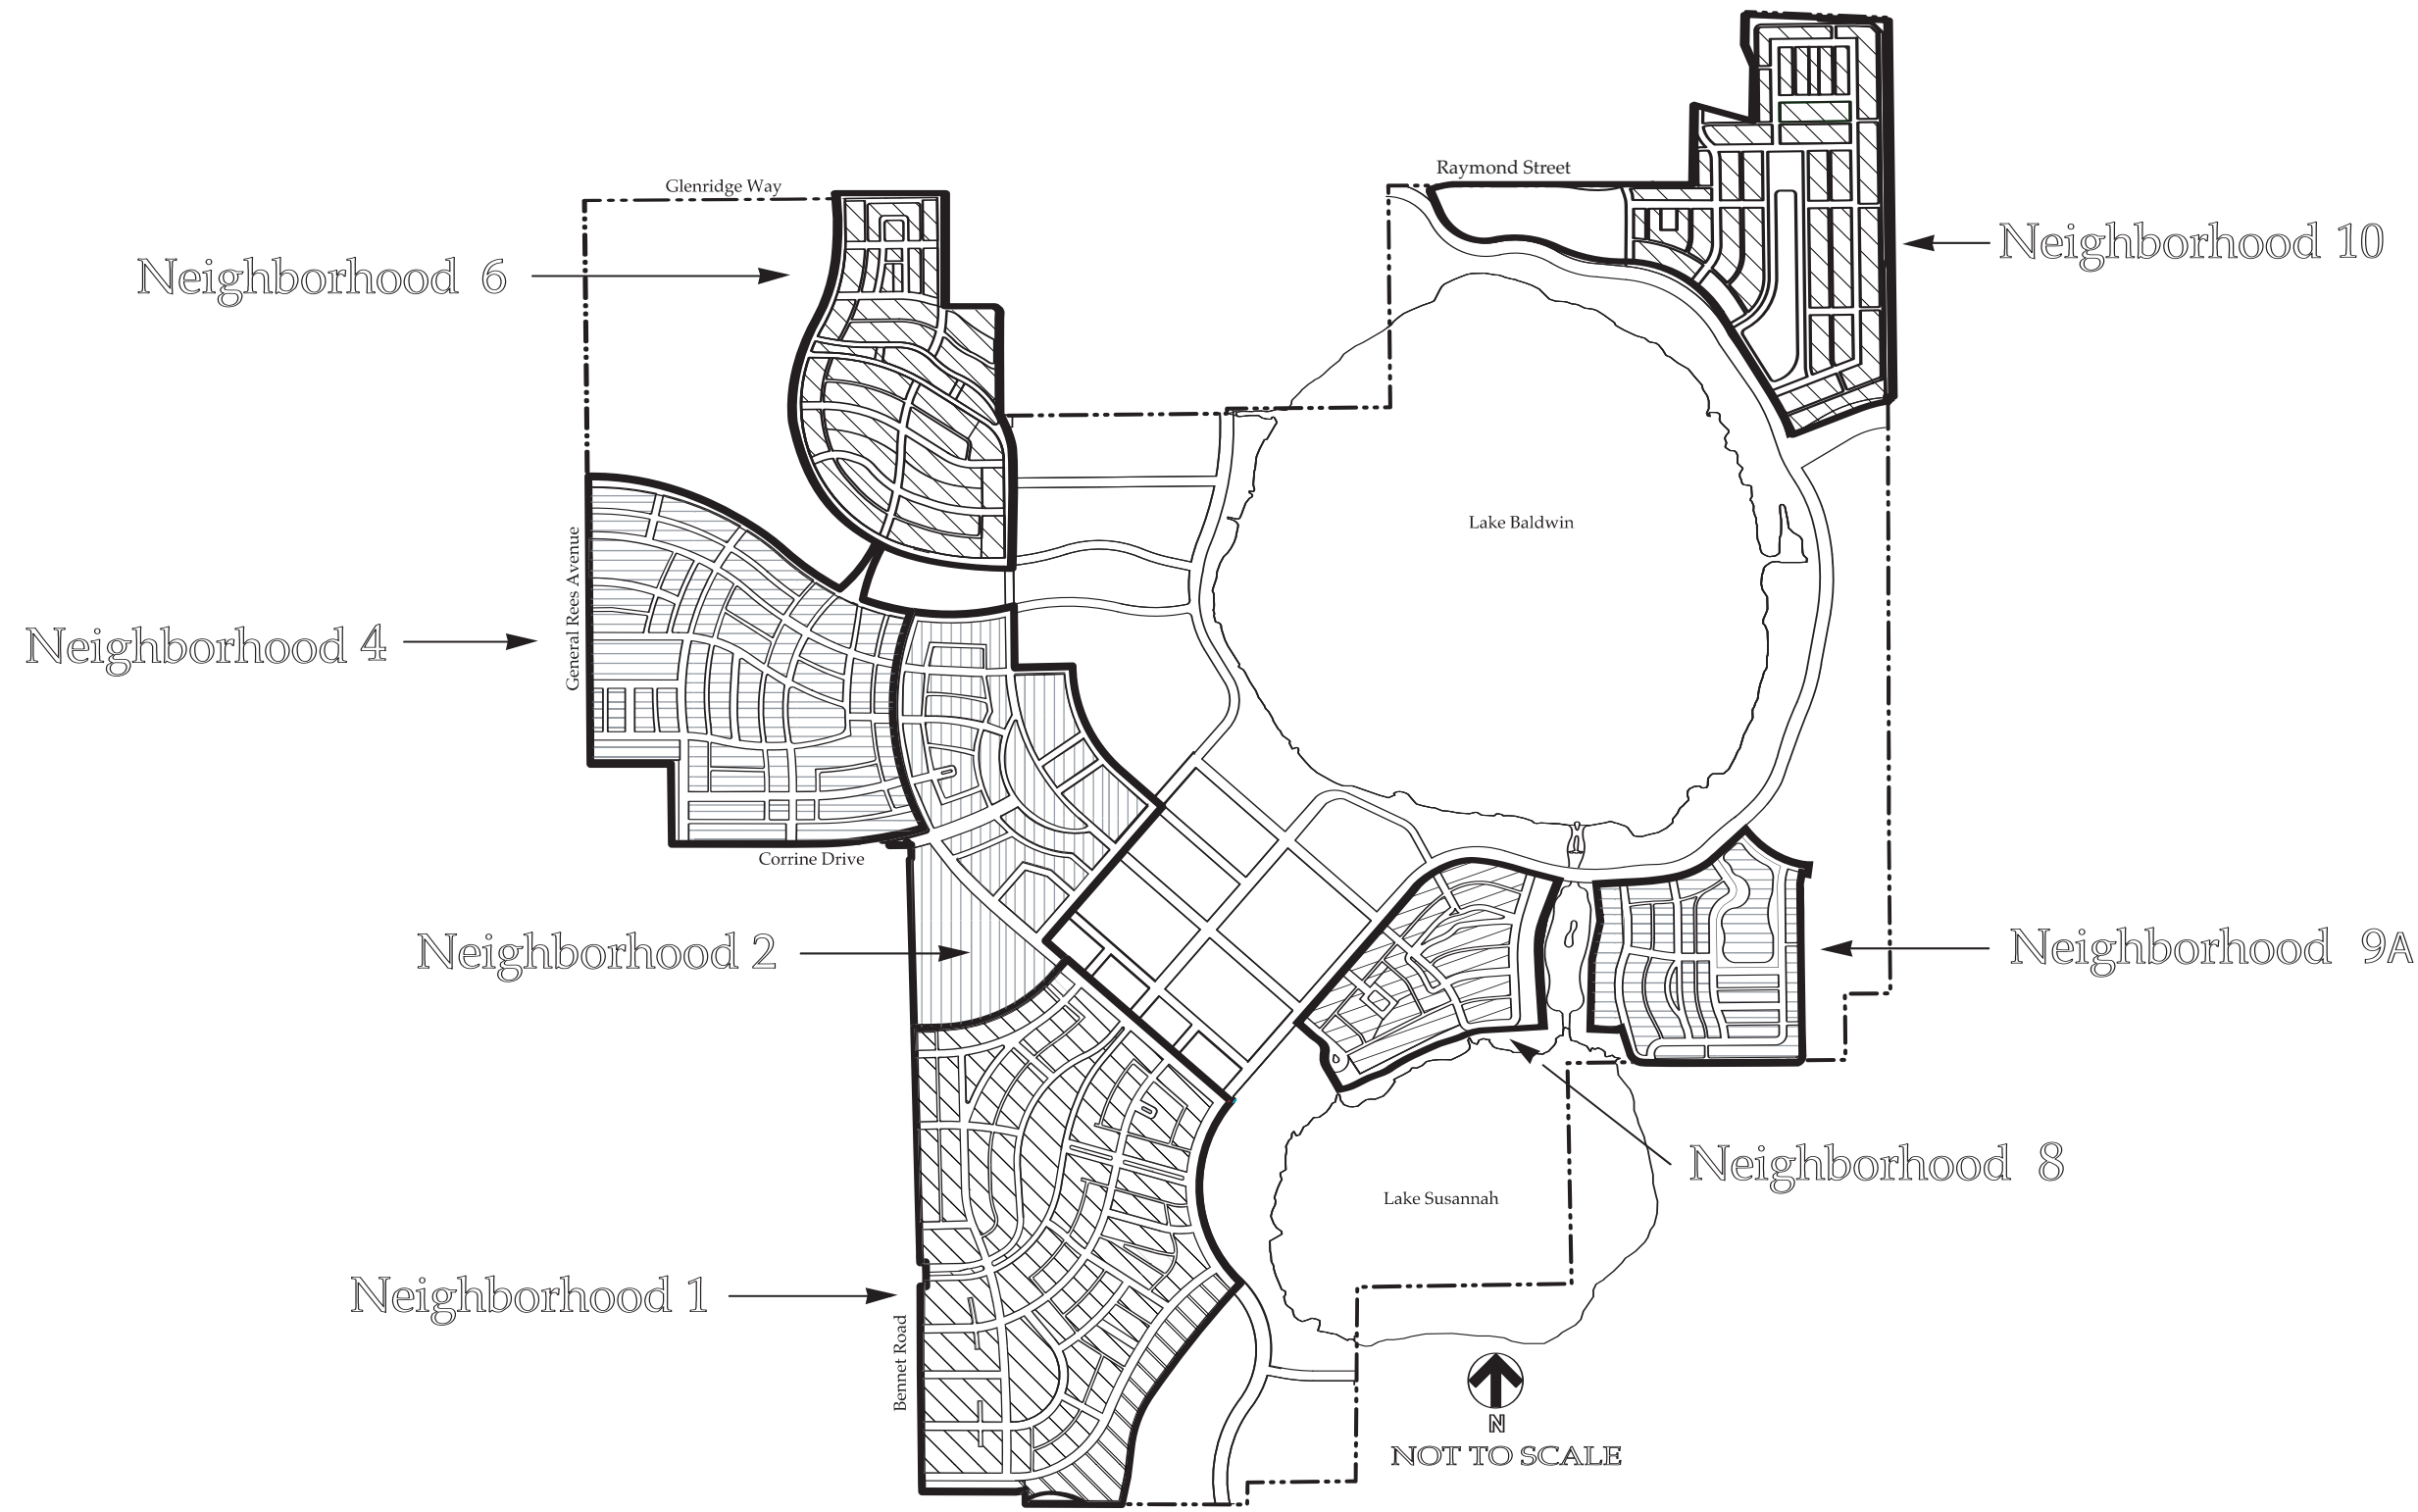 Raymond Street
Glenridge Way
Neighborhood 10
Neighborhood 6
Lake Baldwin
General Rees Avenue
Neighborhood 4
Corrine Drive
Neighborhood 2
Neighborhood 9A
Neighborhood 8
Lake Susannah
Neighborhood 1
Bennet Road
N
NOT TO SCALE